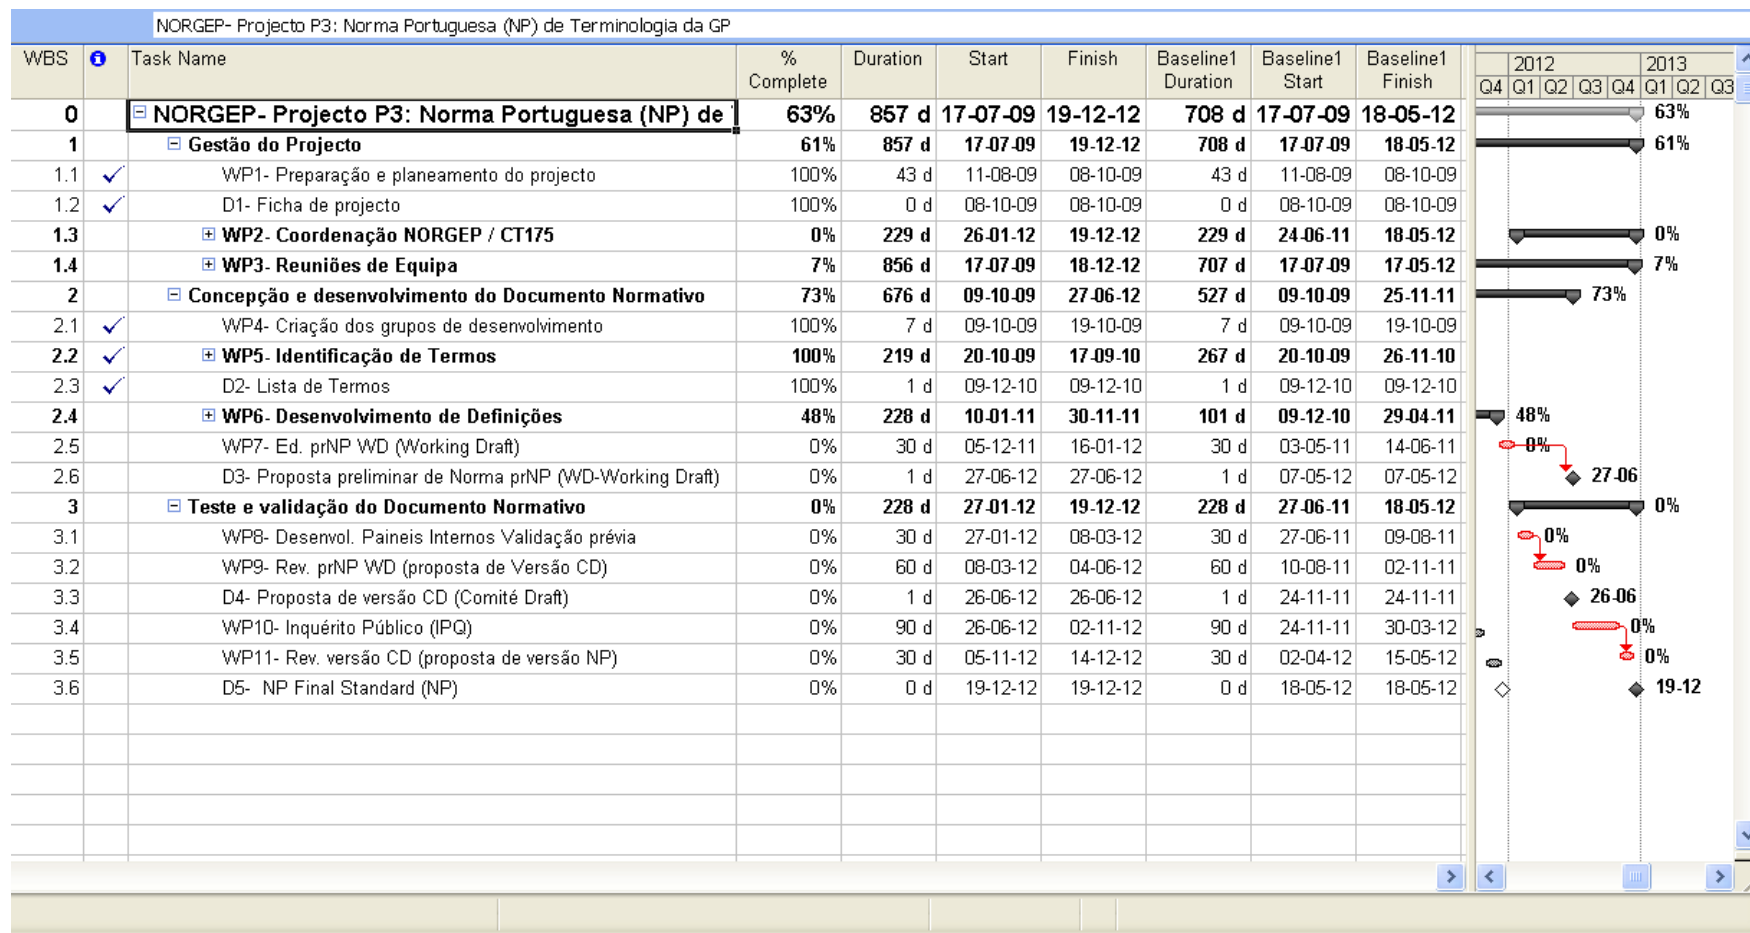 NORGEP- Projecto P3: Norma Portuguesa (NP) de Terminologia da GP
WBS Task Name % Complete Duration Start Finish Baseline1 Duration Baseline1 Start Baseline1 Finish
2012 2013
Q4 Q1 Q2 Q3 Q4 Q1 Q2 Q3
0 NORGEP- Projecto P3: Norma Portuguesa (NP) de 63% 857 d 17-07-09 19-12-12 708 d 17-07-09 18-05-12 63%
1 Gestão do Projecto 61% 857 d 17-07-09 19-12-12 708 d 17-07-09 18-05-12 61%
1.1 WP1- Preparação e planeamento do projecto 100% 43 d 11-08-09 08-10-09 43 d 11-08-09 08-10-09
1.2 D1- Ficha de projecto 100% 0 d 08-10-09 08-10-09 0 d 08-10-09 08-10-09
1.3 WP2- Coordenação NORGEP / CT175 0% 229 d 26-01-12 19-12-12 229 d 24-06-11 18-05-12 0%
1.4 WP3- Reuniões de Equipa 7% 856 d 17-07-09 18-12-12 707 d 17-07-09 17-05-12 7%
2 Concepção e desenvolvimento do Documento Normativo 73% 676 d 09-10-09 27-06-12 527 d 09-10-09 25-11-11 73%
2.1 WP4- Criação dos grupos de desenvolvimento 100% 7 d 09-10-09 19-10-09 7 d 09-10-09 19-10-09
2.2 WP5- Identificação de Termos 100% 219 d 20-10-09 17-09-10 267 d 20-10-09 26-11-10
2.3 D2- Lista de Termos 100% 1 d 09-12-10 09-12-10 1 d 09-12-10 09-12-10
2.4 WP6- Desenvolvimento de Definições 48% 228 d 10-01-11 30-11-11 101 d 09-12-10 29-04-11 48%
2.5 WP7- Ed. prNP WD (Working Draft) 0% 30 d 05-12-11 16-01-12 30 d 03-05-11 14-06-11 0%
2.6 D3- Proposta preliminar de Norma prNP (WD-Working Draft) 0% 1 d 27-06-12 27-06-12 1 d 07-05-12 07-05-12 27-06
3 Teste e validação do Documento Normativo 0% 228 d 27-01-12 19-12-12 228 d 27-06-11 18-05-12 0%
3.1 WP8- Desenvol. Paineis Internos Validação prévia 0% 30 d 27-01-12 08-03-12 30 d 27-06-11 09-08-11 0%
3.2 WP9- Rev. prNP WD (proposta de Versão CD) 0% 60 d 08-03-12 04-06-12 60 d 10-08-11 02-11-11 0%
3.3 D4- Proposta de versão CD (Comité Draft) 0% 1 d 26-06-12 26-06-12 1 d 24-11-11 24-11-11 26-06
3.4 WP10- Inquérito Público (IPQ) 0% 90 d 26-06-12 02-11-12 90 d 24-11-11 30-03-12 0%
3.5 WP11- Rev. versão CD (proposta de versão NP) 0% 30 d 05-11-12 14-12-12 30 d 02-04-12 15-05-12 0%
3.6 D5- NP Final Standard (NP) 0% 0 d 19-12-12 19-12-12 0 d 18-05-12 18-05-12 19-12